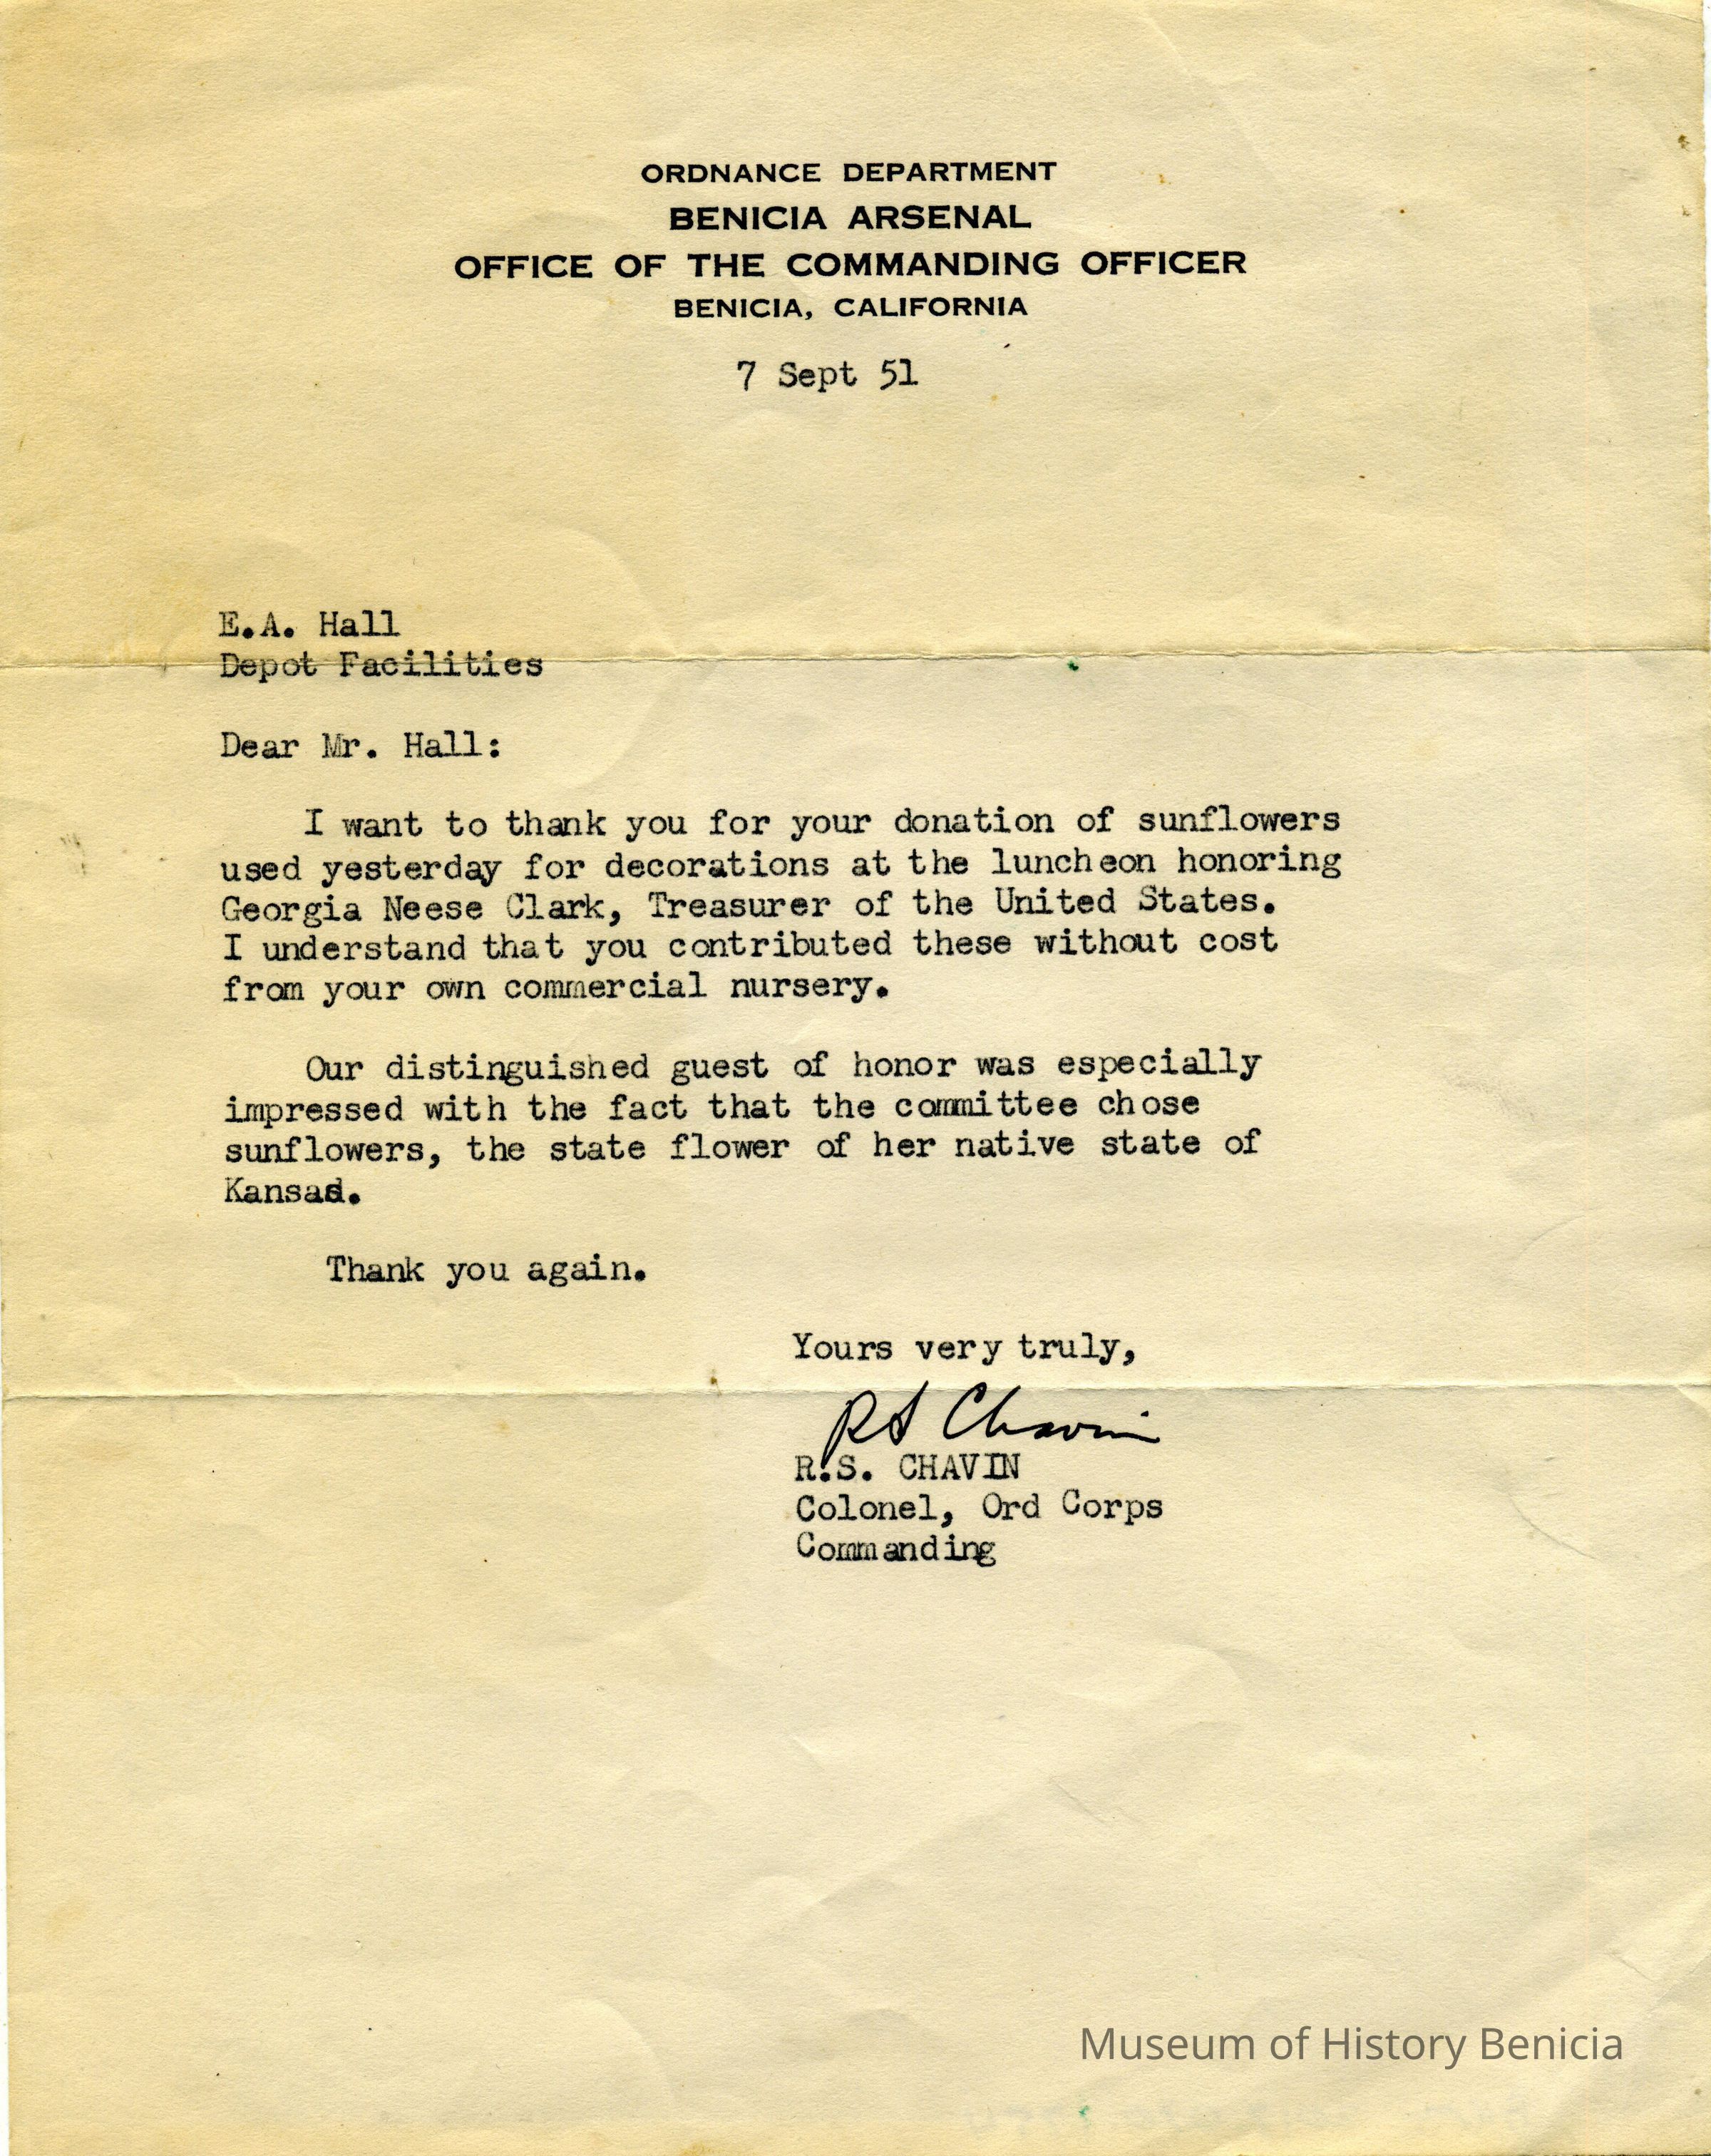 ORDNANCE DEPARTMENT
BENICIA ARSENAL
OFFICE OF THE COMMANDING OFFICER
BENICIA, CALIFORNIA
7 Sept 51
E.A. Hall
Depot Facilities
Dear Mr. Hall:
I want to thank you for your donation of sunflowers
used yesterday for decorations at the luncheon honoring
Georgia Neese Clark, Treasurer of the United States.
I understand that you contributed these without cost
from your own commercial nursery.
Our distinguished guest of honor was especially
impressed with the fact that the committee chose
sunflowers, the state flower of her native state of
Kansas.
Thank you again.
Yours very truly,
RS Chavin
R.S. CHAVIN
Colonel, Ord Corps
Commanding
Museum of History Benicia